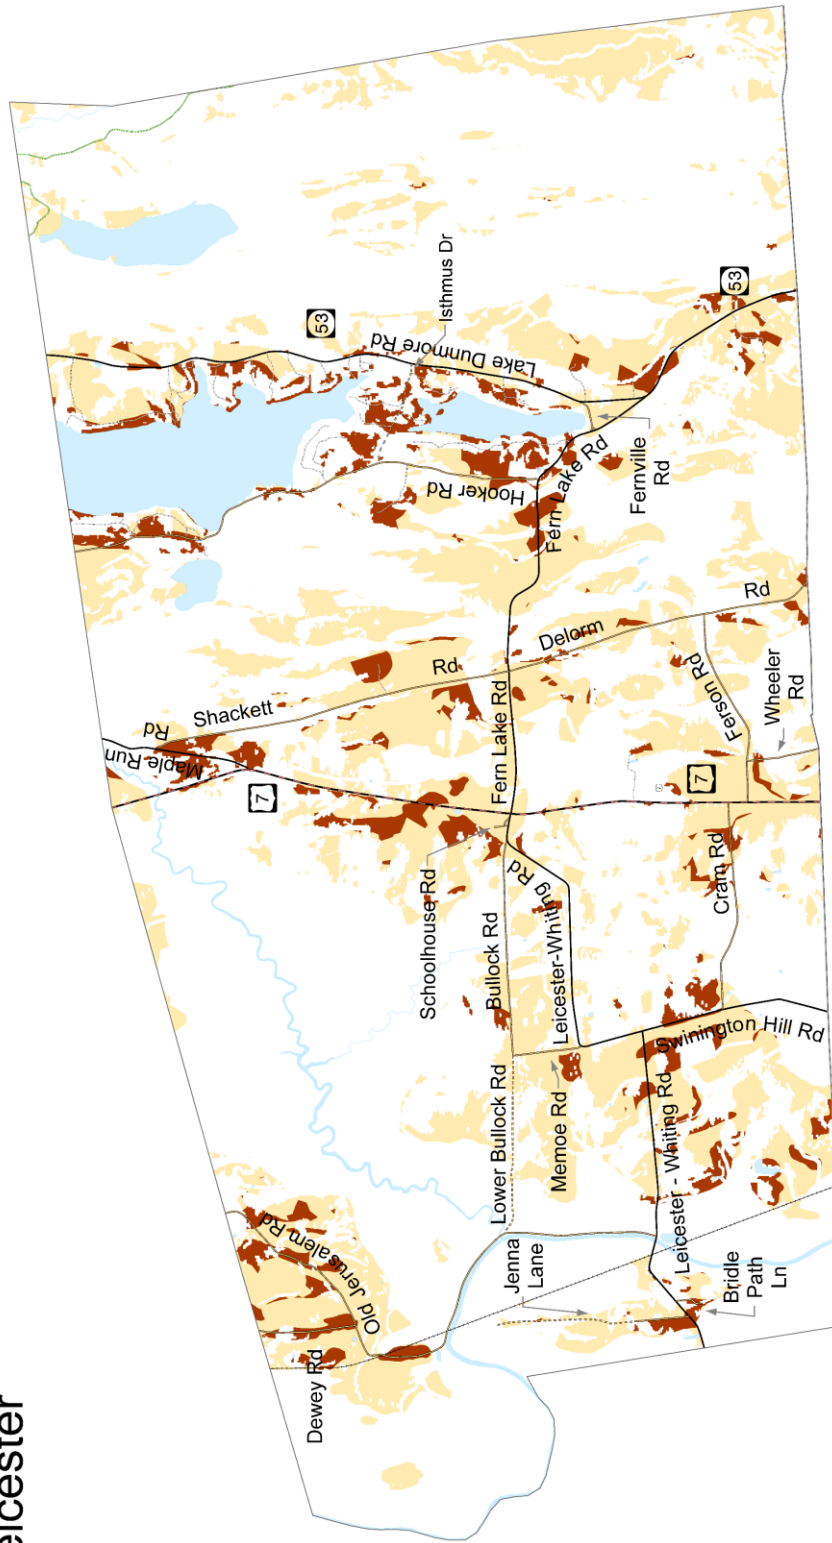 eicester
Isthmus Dr
53
53
Lake Dunmore Rd
Hooker Rd
Fern Lake Rd
Fernville
Rd
Rd
Shackett
Rd
Maple Run
Delorm
Rd
Fern Lake Rd
Ferson Rd
Wheeler
Rd
7
7
Schoolhouse Rd
Bullock Rd
Leicester-Whiting Rd
Cram Rd
Swinington Hill Rd
Lower Bullock Rd
Memoe Rd
Leicester - Whiting Rd
Old Jerusalem Rd
Dewey Rd
Jenna
Lane
Bridle
Path
Ln